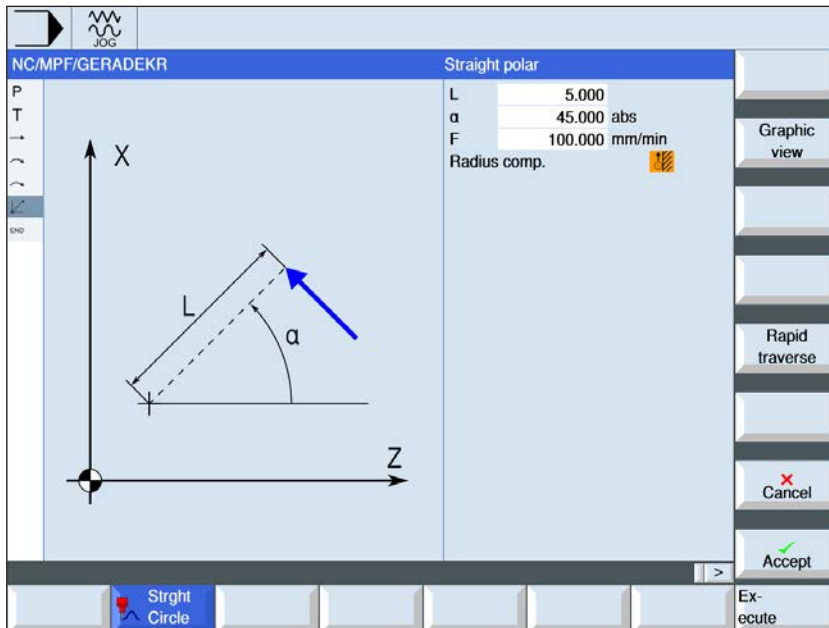 JOG
NC/MPF/GERADEKR
Straight polar
P
T
END
L 5.000
α 45.000 abs
F 100.000 mm/min
Radius comp.
X
L
α
Z
Graphic
view
Rapid
traverse
Cancel
Accept
>
Strght
Circle
Ex-
ecute